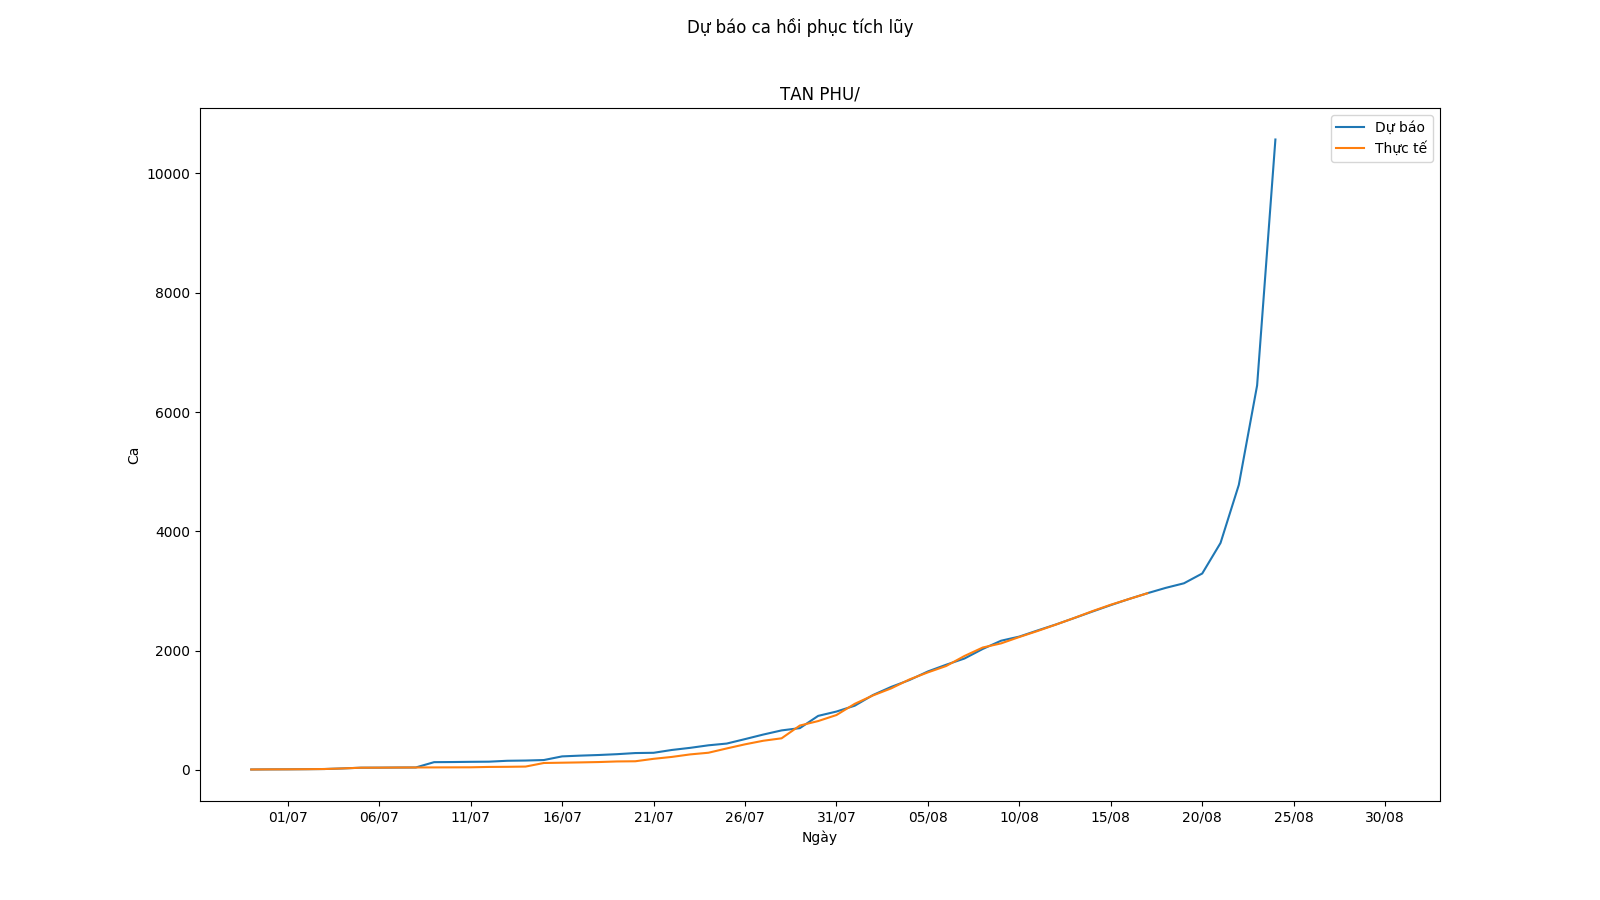 Dự báo ca hồi phục tích lũy
TAN PHU/
Dự báo
Thực tế
10000
8000
6000
4000
2000
0
Ca
01/07 06/07 11/07 16/07 21/07 26/07 31/07 05/08 10/08 15/08 20/08 25/08 30/08
Ngày